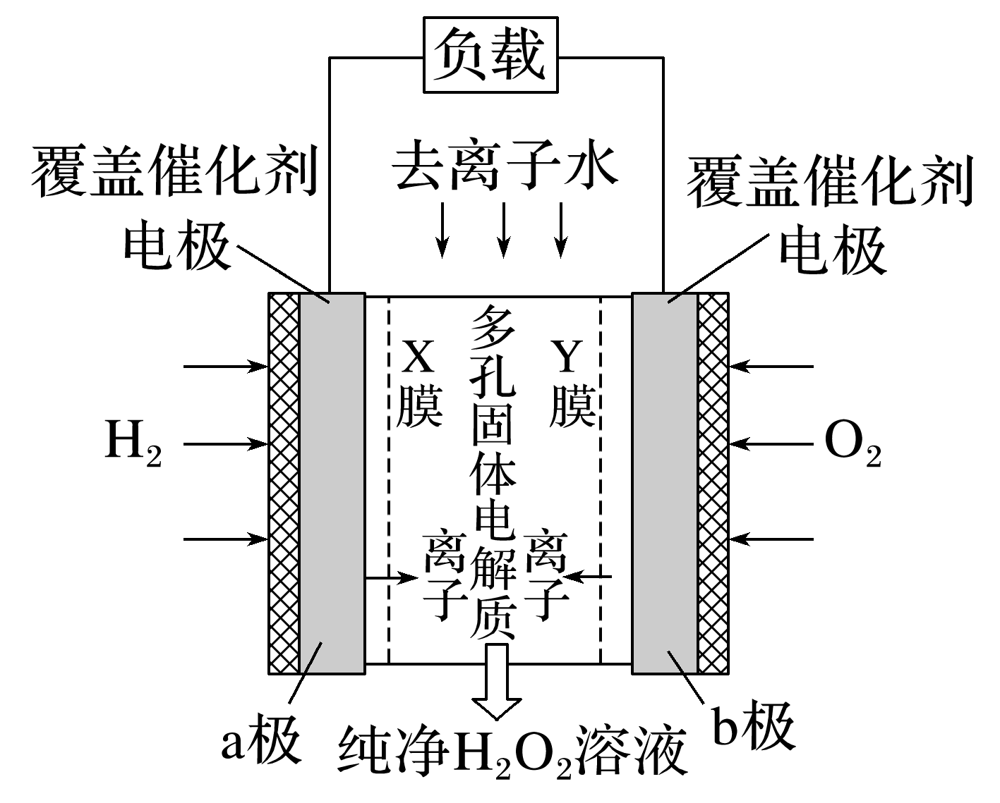 负载
去离子水
覆盖催化剂
电极
覆盖催化剂
电极
X
膜
多孔固体电解质
Y
膜
H₂
O₂
离子
离子
a极
b极
纯净H₂O₂溶液